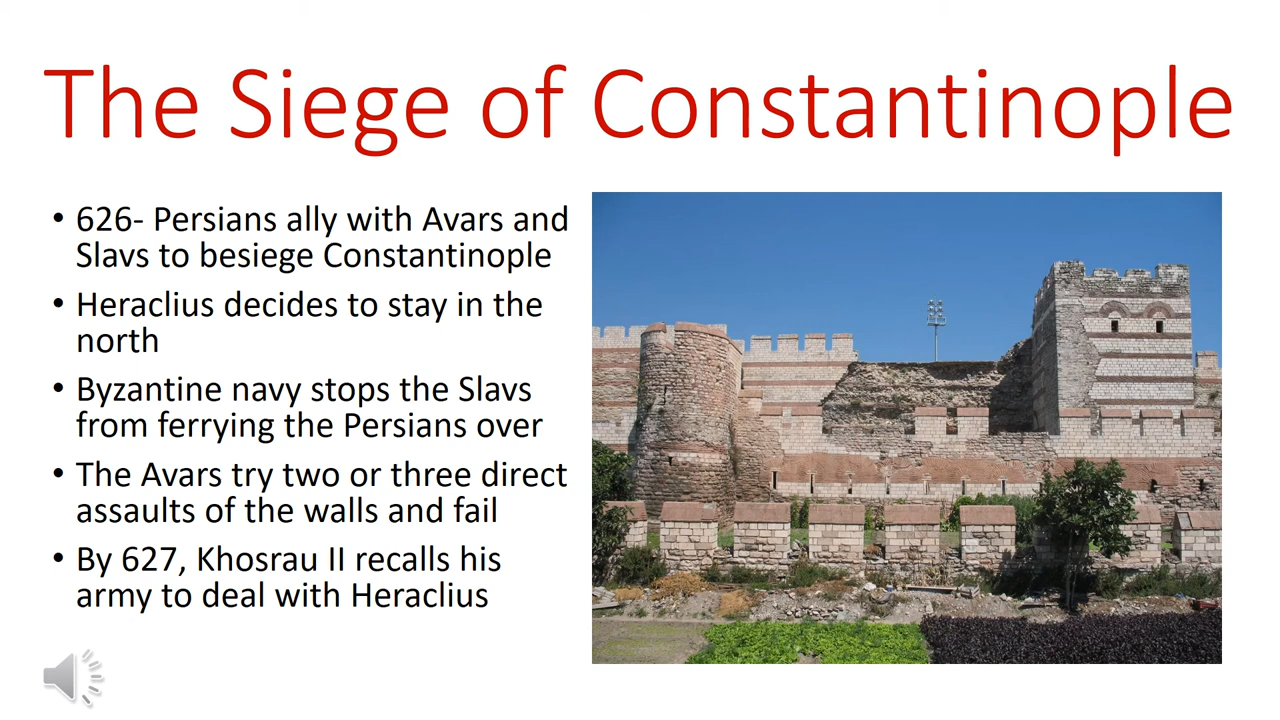 The Siege of Constantinople
• 626- Persians ally with Avars and
Slavs to besiege Constantinople
• Heraclius decides to stay in the
north
• Byzantine navy stops the Slavs
from ferrying the Persians over
• The Avars try two or three direct
assaults of the walls and fail
• By 627, Khosrau II recalls his
army to deal with Heraclius